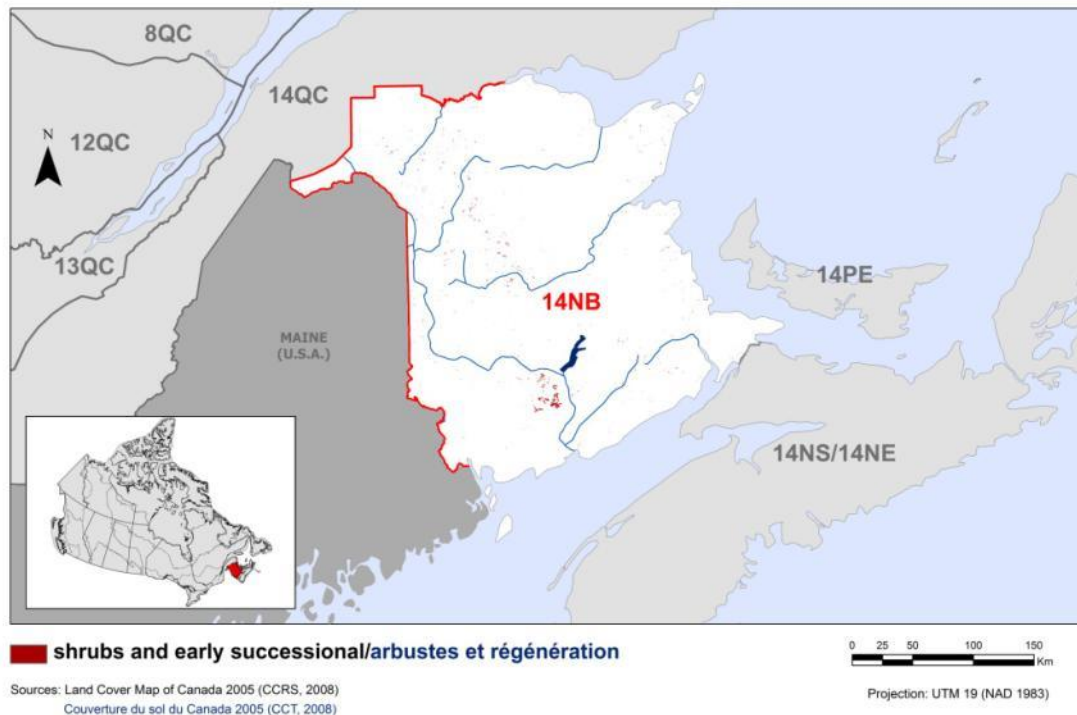 8QC
14QC
N
12QC
13QC
14PE
14NB
MAINE
(U.S.A.)
14NS/14NE
shrubs and early successional/arbustes et régénération
0 25 50 100 150
Km
Sources: Land Cover Map of Canada 2005 (CCRS, 2008)
Couverture du sol du Canada 2005 (CCT, 2008)
Projection: UTM 19 (NAD 1983)